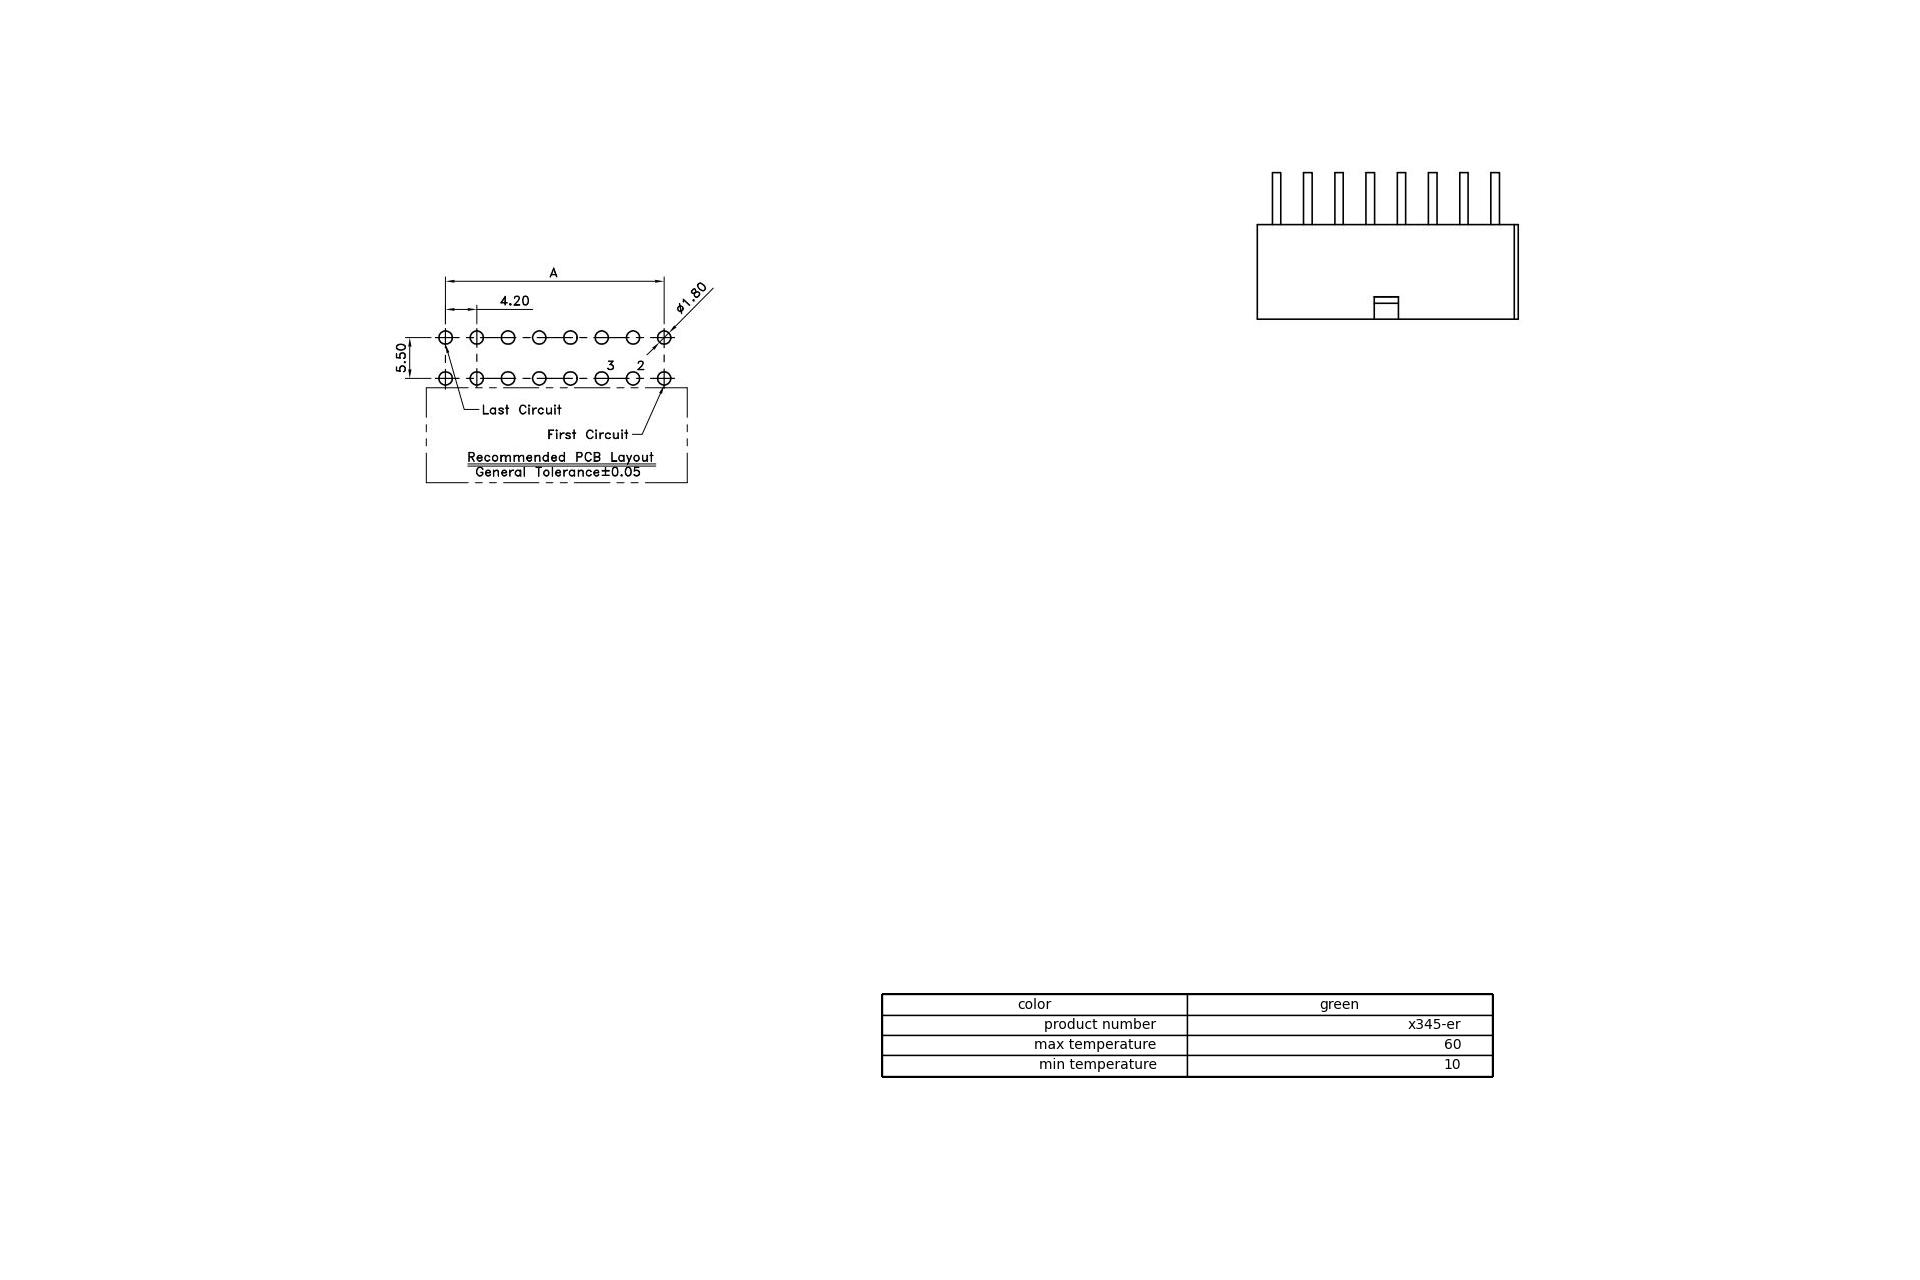 A
4.20
ø1.80
5.50
3 2
Last Circuit
First Circuit
Recommended PCB Layout
General Tolerance±0.05
color green
product number x345-er
max temperature 60
min temperature 10